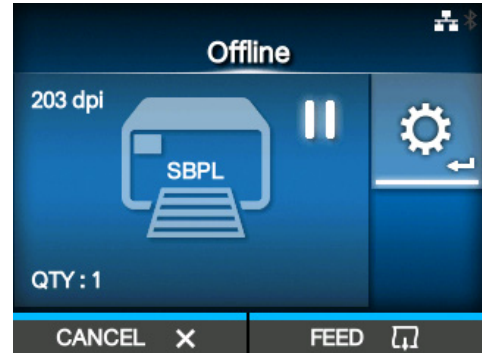 Offline
203 dpi
SBPL
QTY : 1
CANCEL
FEED